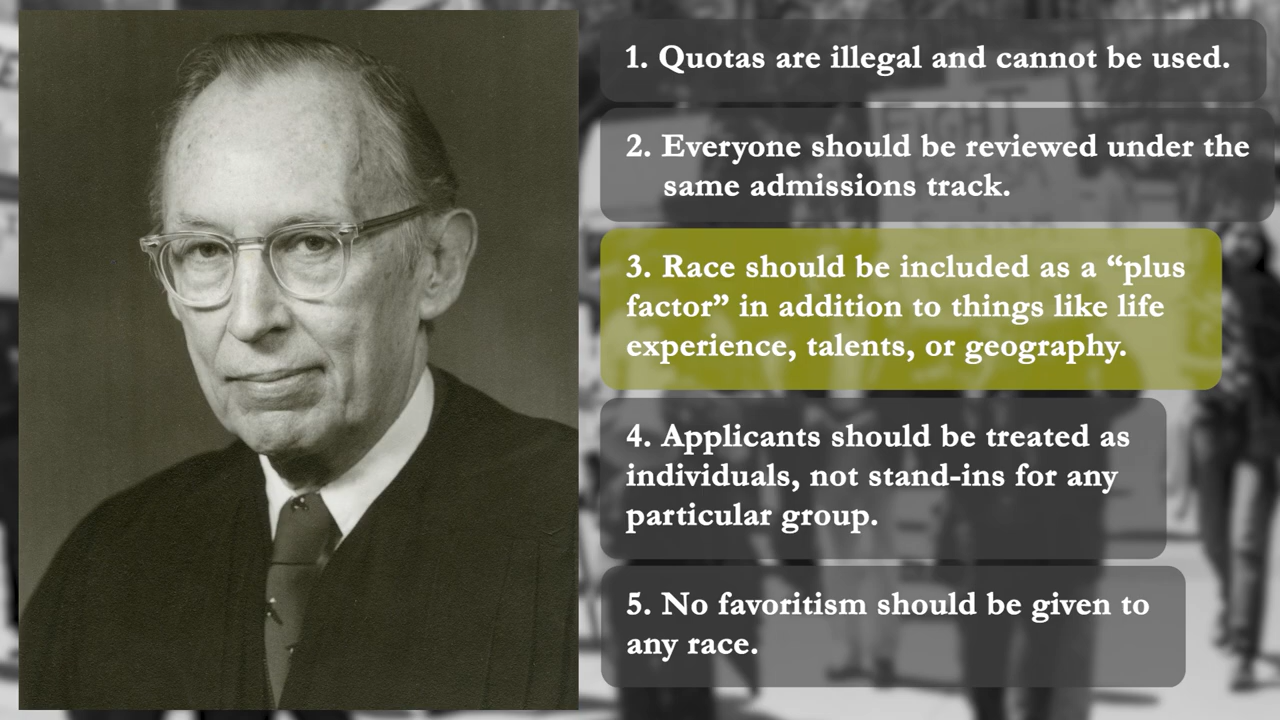 1. Quotas are illegal and cannot be used.
2. Everyone should be reviewed under the
same admissions track.
3. Race should be included as a “plus
factor” in addition to things like life
experience, talents, or geography.
4. Applicants should be treated as
individuals, not stand-ins for any
particular group.
5. No favoritism should be given to
any race.